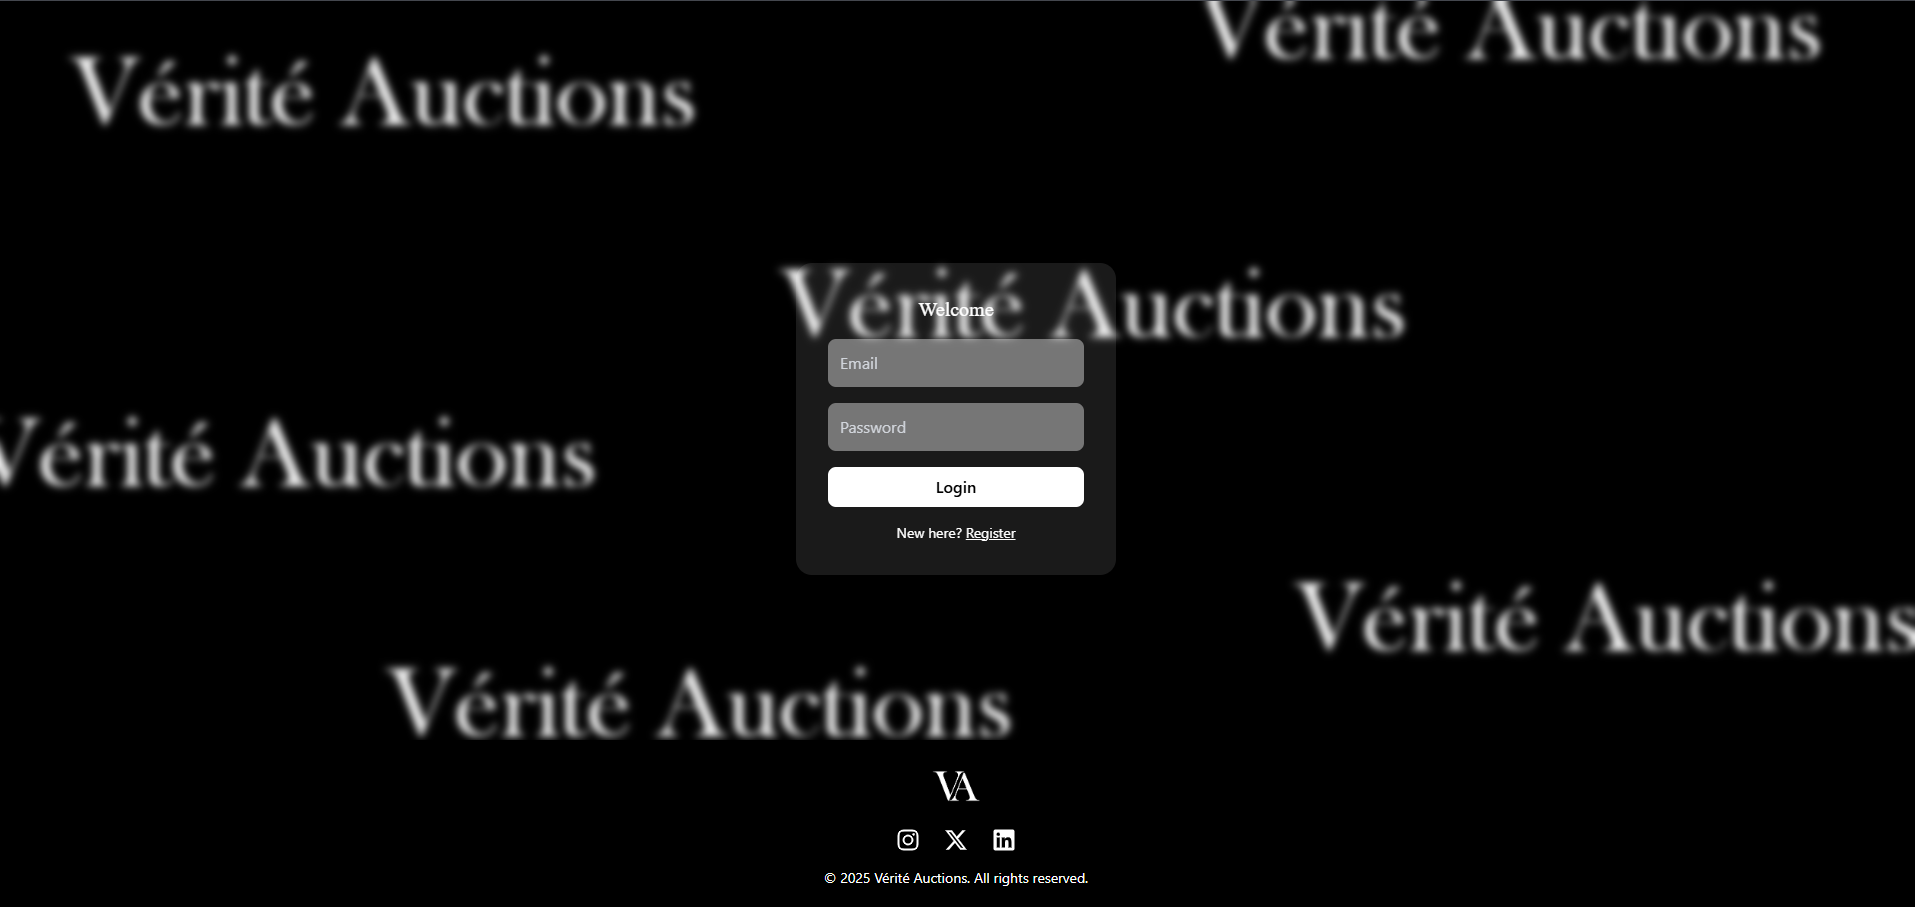 Vérité Auctions
Vérité Auctions
Vérité Auctions
Welcome
Email
Password
Login
New here? Register
Vérité Auctions
Vérité Auctions
Vérité Auctions
VA
© 2025 Vérité Auctions. All rights reserved.